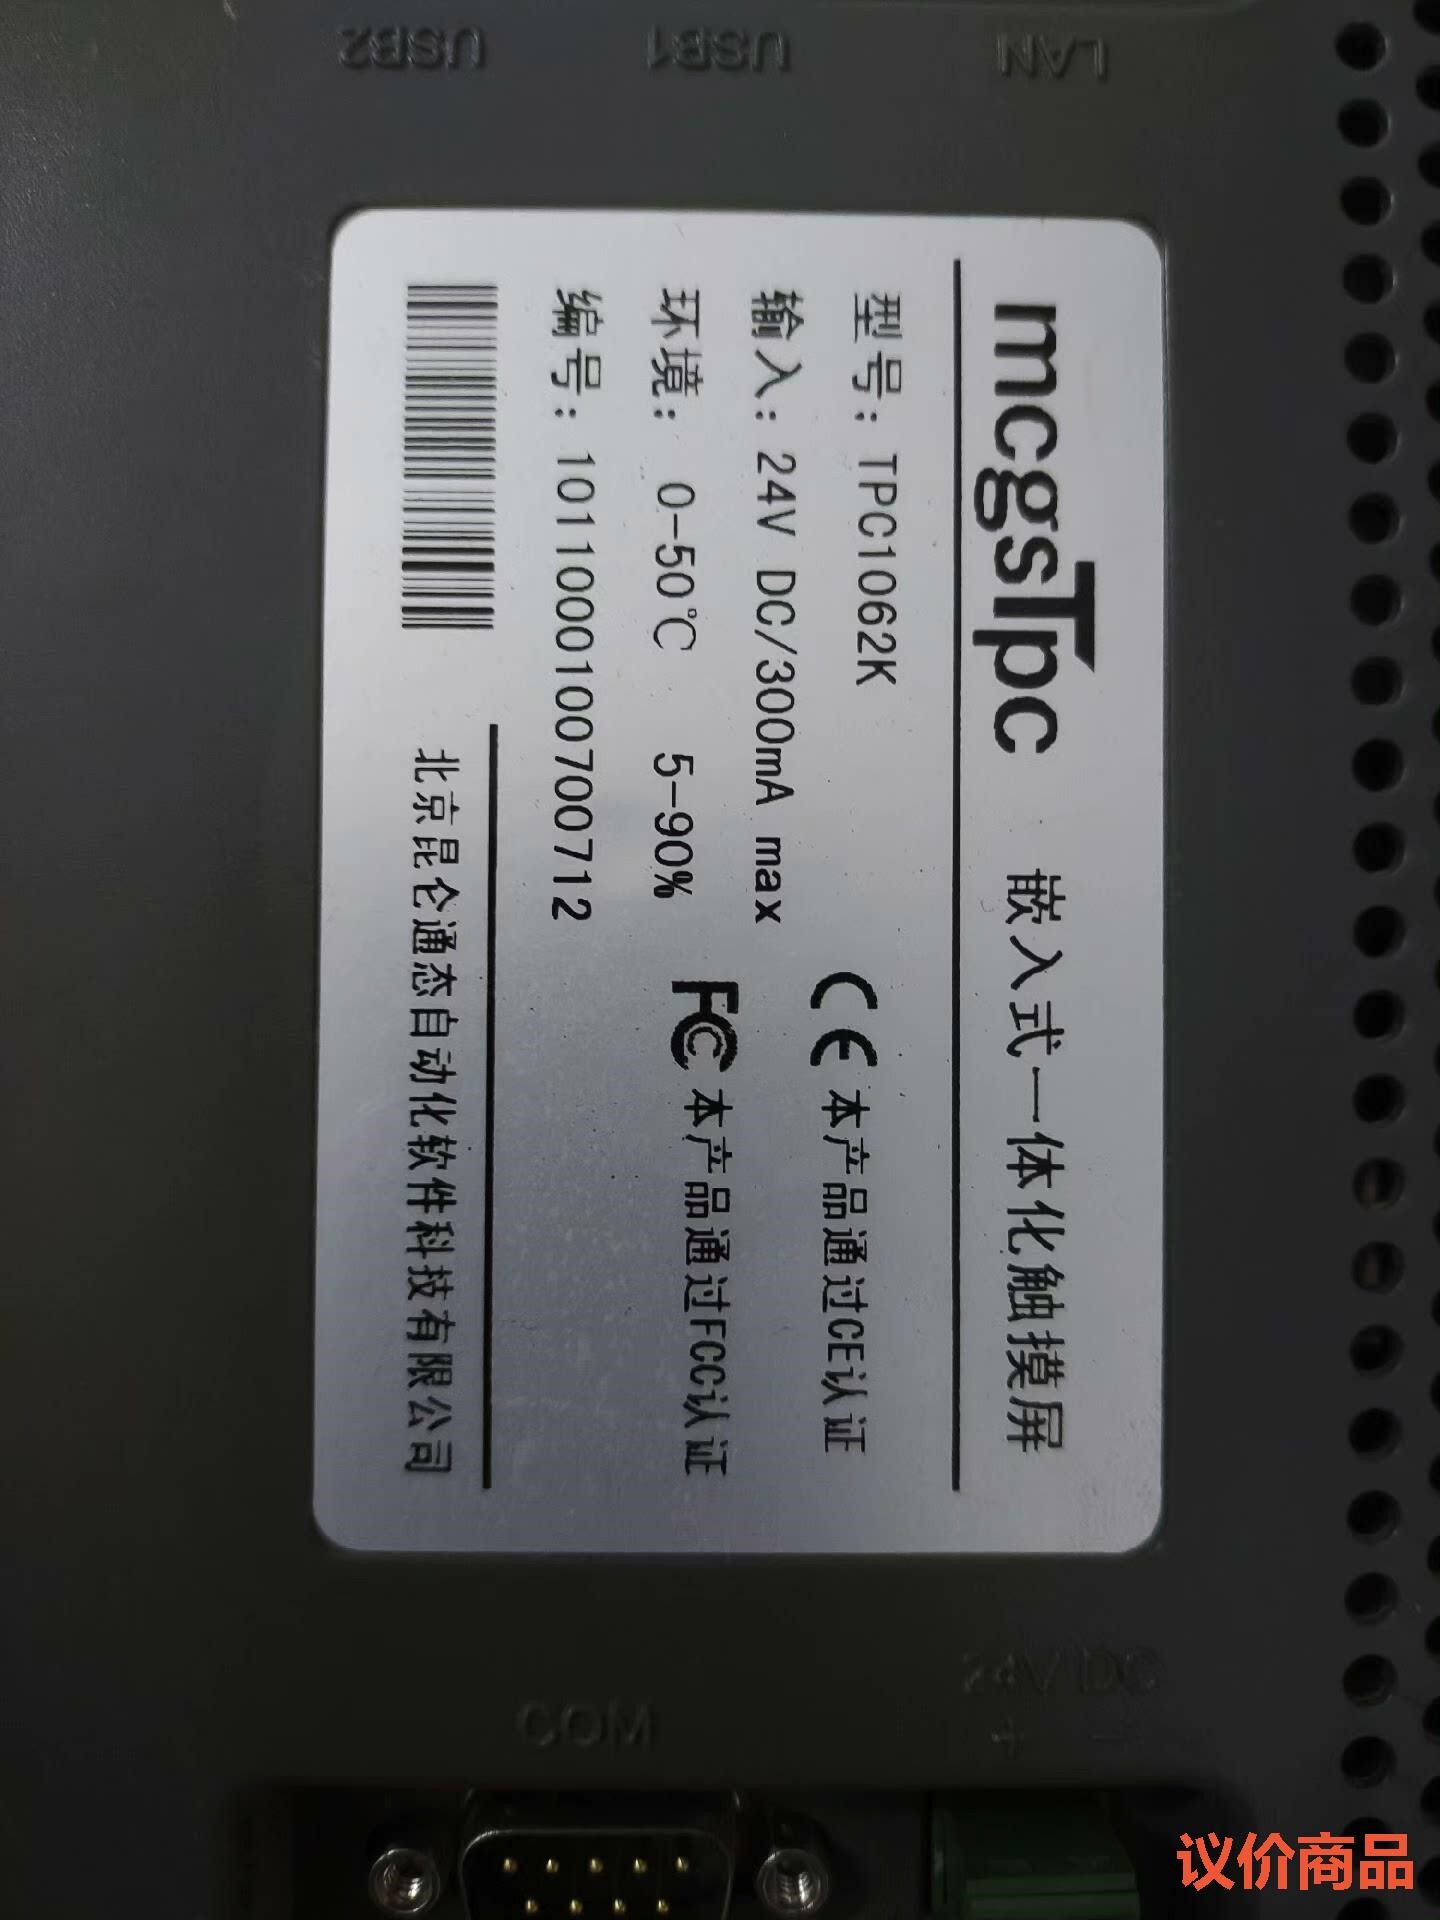 USB2
USB1
LAN
mcgsTpc 嵌入式一体化触摸屏
型号: TPC1062K
输入: 24V DC/300mA max
CE 本产品通过CE认证
环境: 0-50℃ 5-90%
FC 本产品通过FCC认证
编号: 1011000100700712
北京昆仑通态自动化软件科技有限公司
COM
24V DC
+ -
议价商品